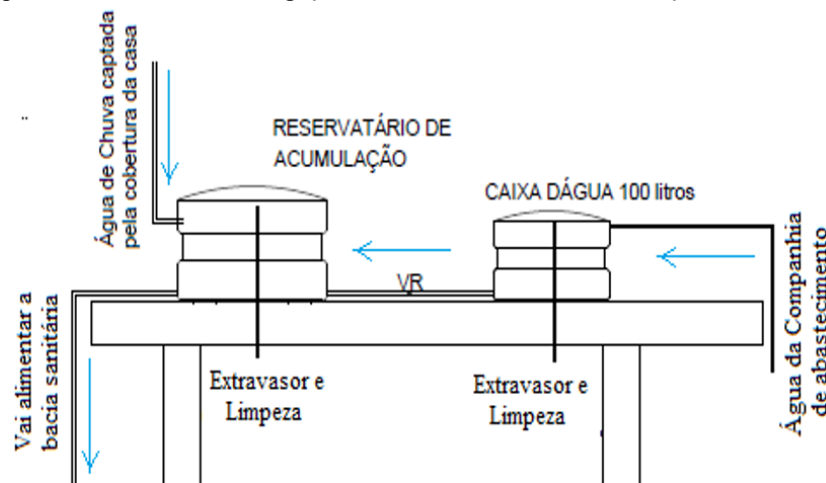 Água de Chuva captada
pela cobertura da casa
RESERVATÁRIO DE
ACUMULAÇÃO
CAIXA DÁGUA 100 litros
VR
Extravasor e
Limpeza
Extravasor e
Limpeza
Vai alimentar a
bacia sanitária
Água da Companhia
de abastecimento